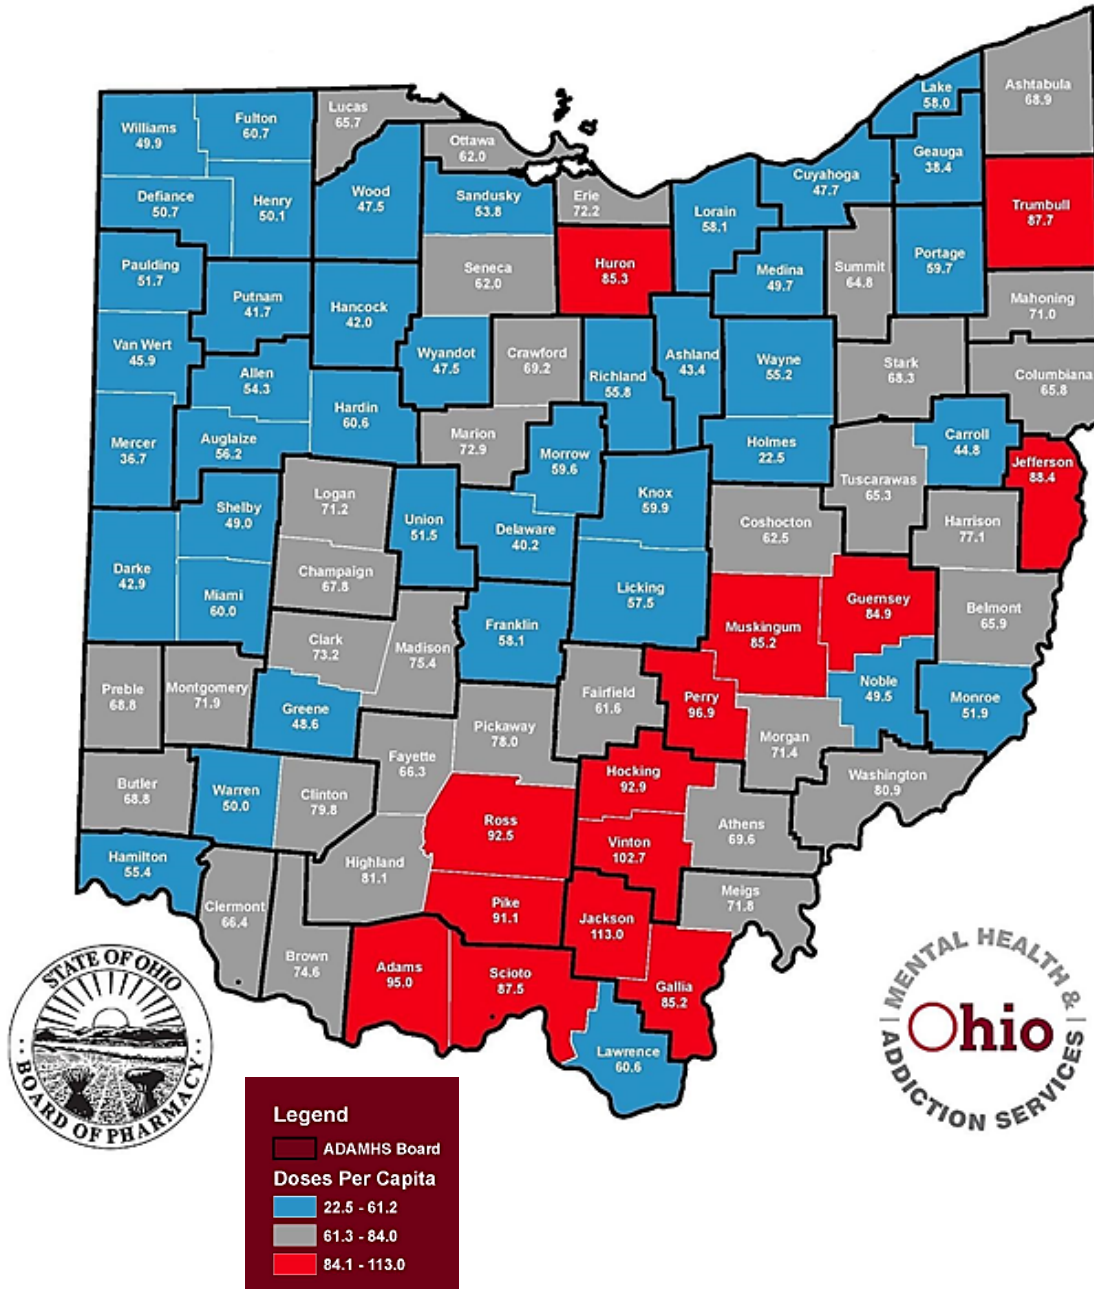 Lake
58.0
Ashtabula
68.9
Lucas
65.7
Williams
49.9
Fulton
60.7
Ottawa
62.0
Geauga
38.4
Cuyahoga
47.7
Defiance
50.7
Henry
50.1
Wood
47.5
Sandusky
53.8
Erie
72.2
Lorain
58.1
Trumbull
87.7
Paulding
51.7
Putnam
41.7
Hancock
42.0
Seneca
62.0
Huron
85.3
Medina
49.7
Summit
64.8
Portage
59.7
Mahoning
71.0
Van Wert
45.9
Allen
54.3
Wyandot
47.5
Crawford
69.2
Richland
55.8
Ashland
43.4
Wayne
55.2
Stark
68.3
Columbiana
65.8
Hardin
60.6
Mercer
36.7
Auglaize
56.2
Marion
72.9
Morrow
59.6
Holmes
22.5
Carroll
44.8
Jefferson
88.4
Tuscarawas
65.3
Logan
71.2
Shelby
49.0
Union
51.5
Delaware
40.2
Knox
59.9
Coshocton
62.5
Harrison
77.1
Darke
42.9
Miami
60.0
Champaign
67.8
Licking
57.5
Muskingum
85.2
Guernsey
84.9
Belmont
65.9
Clark
73.2
Madison
75.4
Franklin
58.1
Preble
68.8
Montgomery
71.9
Greene
48.6
Fairfield
61.6
Perry
96.9
Noble
49.5
Monroe
51.9
Pickaway
78.0
Fayette
66.3
Morgan
71.4
Butler
68.8
Warren
50.0
Clinton
79.8
Hocking
92.9
Washington
80.9
Ross
92.5
Vinton
102.7
Athens
69.6
Hamilton
55.4
Highland
81.1
Clermont
66.4
Pike
91.1
Jackson
113.0
Meigs
71.8
Brown
74.6
Adams
95.0
Scioto
87.5
Gallia
85.2
Lawrence
60.6
STATE OF OHIO
BOARD OF PHARMACY
MENTAL HEALTH &
Ohio
ADDICTION SERVICES
Legend
ADAMHS Board
Doses Per Capita
22.5 - 61.2
61.3 - 84.0
84.1 - 113.0